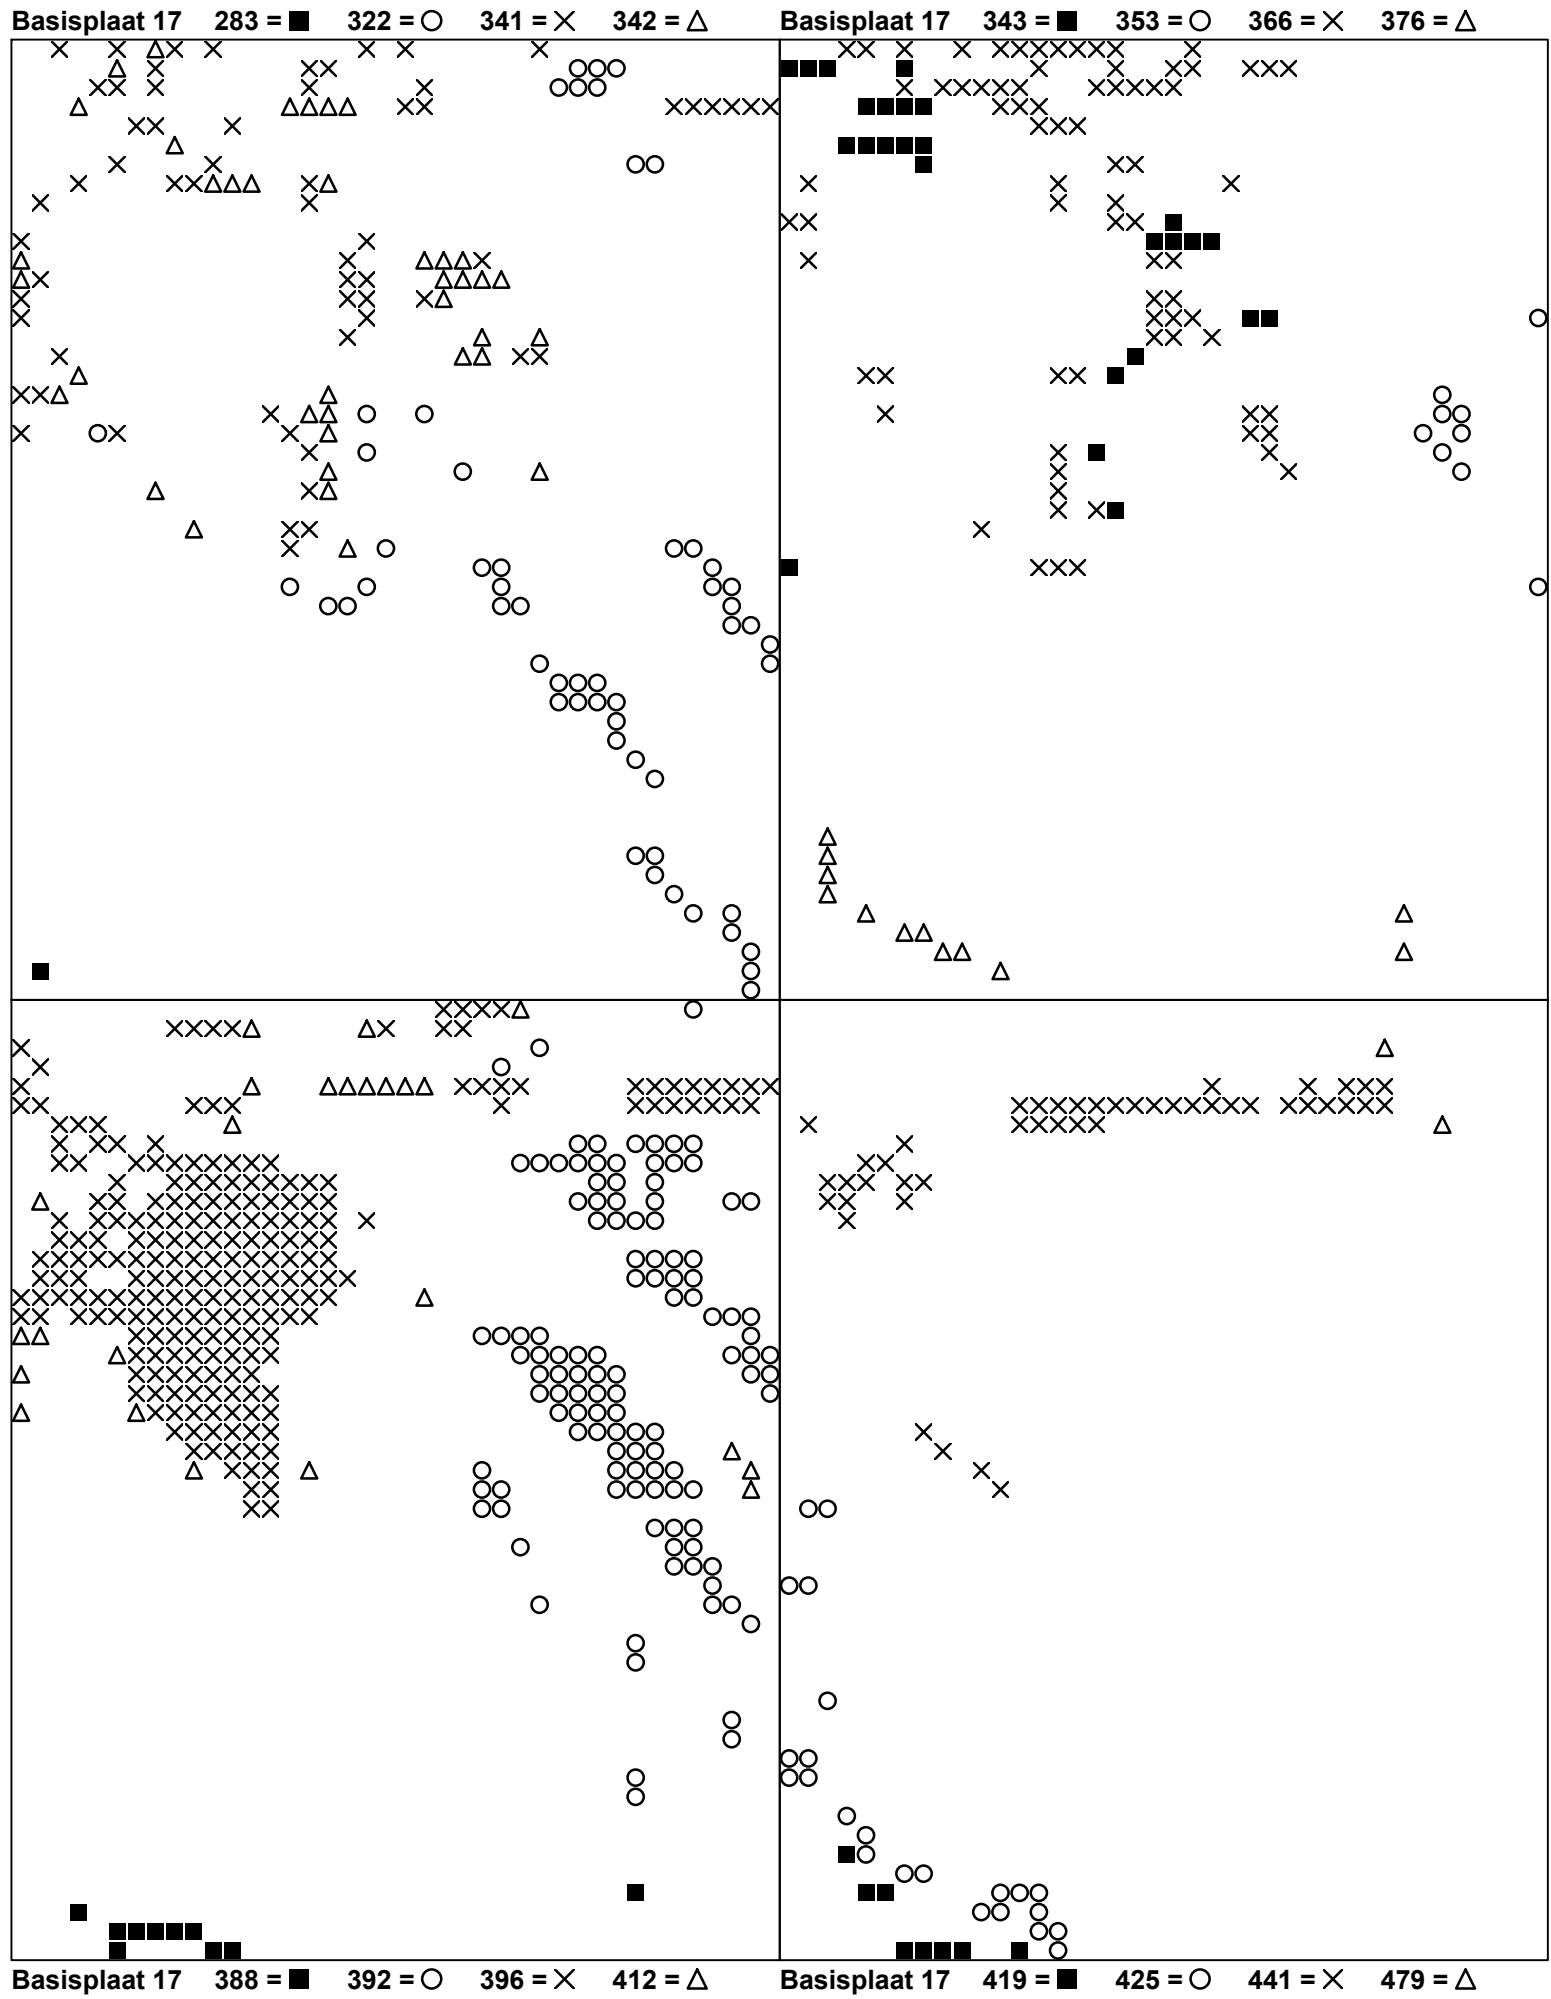 Basisplaat 17 283 = ■ 322 = ○ 341 = × 342 = △
Basisplaat 17 343 = ■ 353 = ○ 366 = × 376 = △
Basisplaat 17 388 = ■ 392 = ○ 396 = × 412 = △
Basisplaat 17 419 = ■ 425 = ○ 441 = × 479 = △